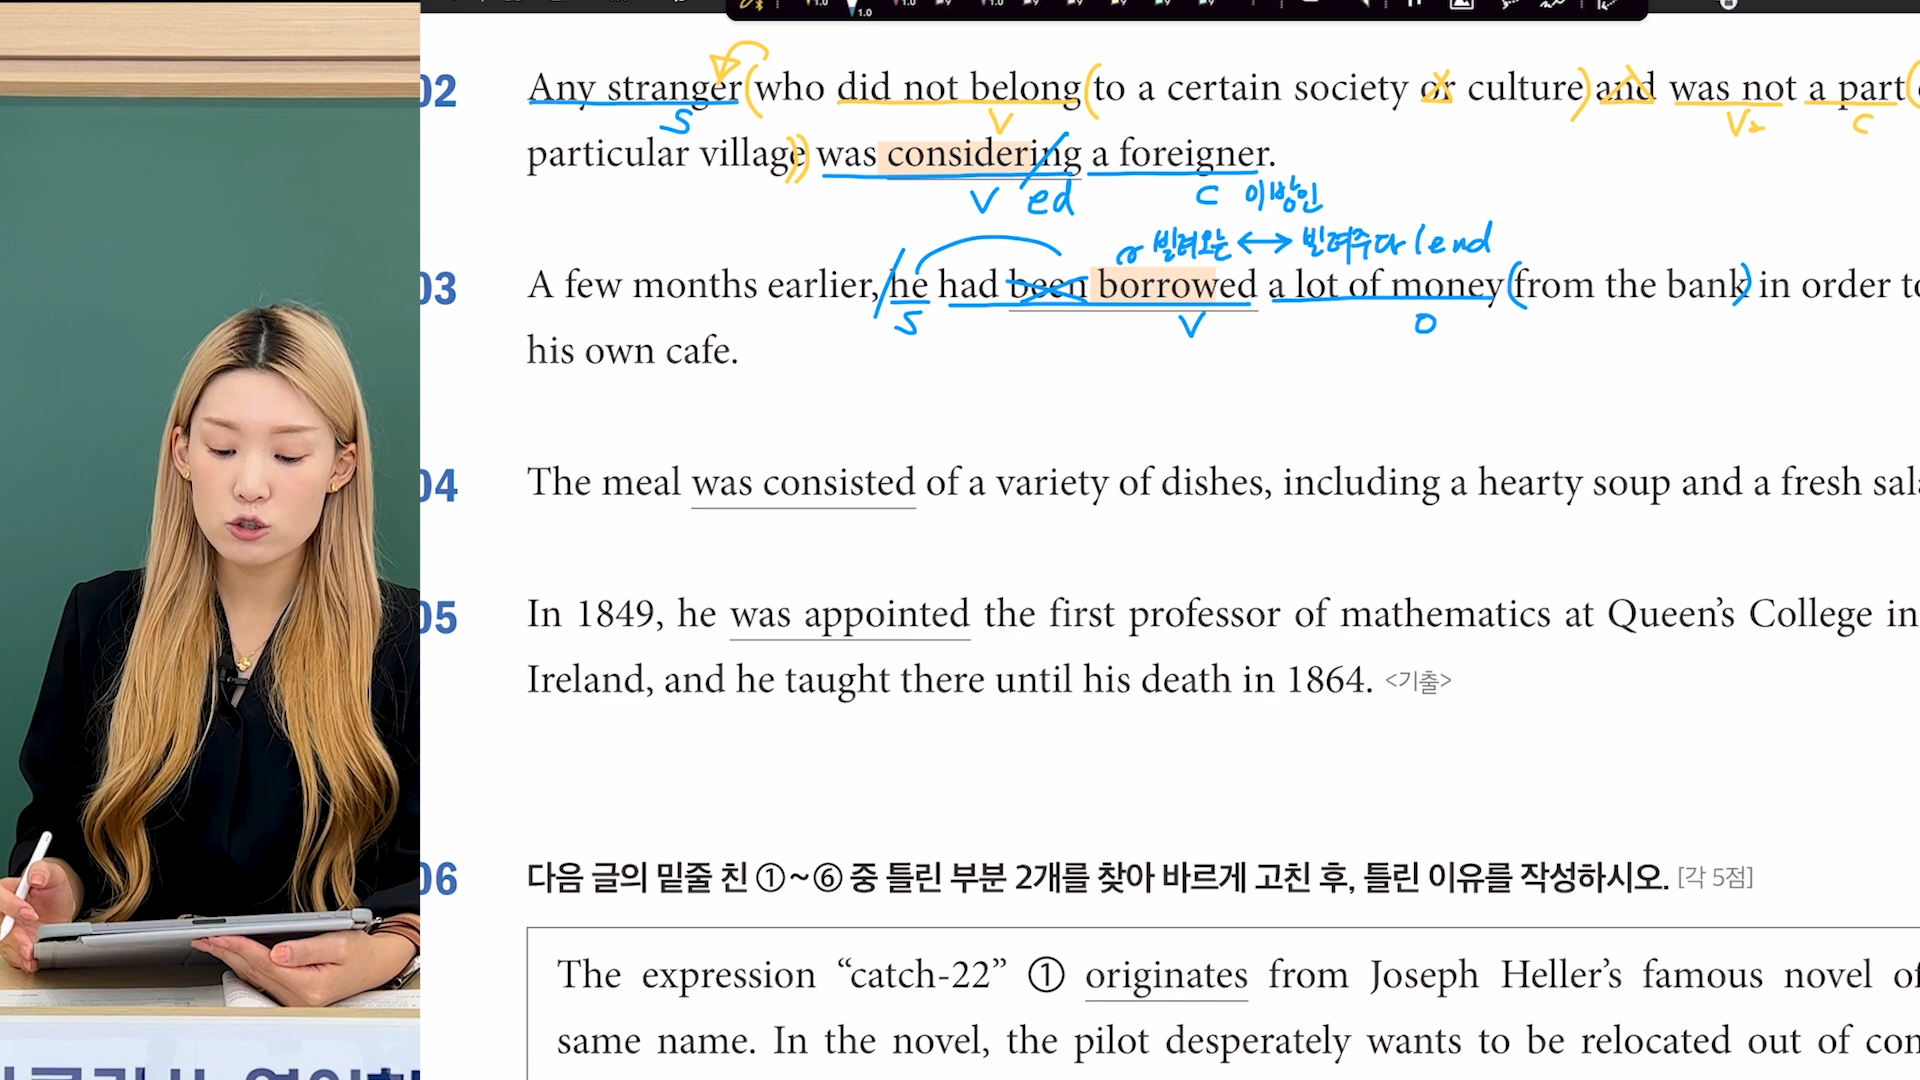 02 Any stranger (who did not belong (to a certain society or culture) and was not a part (
S V V₂ C
particular village)) was considering a foreigner.
V ed C 이방인
빌려오는 ↔ 빌려주다 lend
03 A few months earlier, he had been borrowed a lot of money (from the bank) in order to
S V O
his own cafe.
04 The meal was consisted of a variety of dishes, including a hearty soup and a fresh
05 In 1849, he was appointed the first professor of mathematics at Queen’s College in
Ireland, and he taught there until his death in 1864. <기출>
06 다음 글의 밑줄 친 ①~⑥ 중 틀린 부분 2개를 찾아 바르게 고친 후, 틀린 이유를 작성하시오. [각 5점]
The expression “catch-22” ① originates from Joseph Heller’s famous novel of
same name. In the novel, the pilot desperately wants to be relocated out of